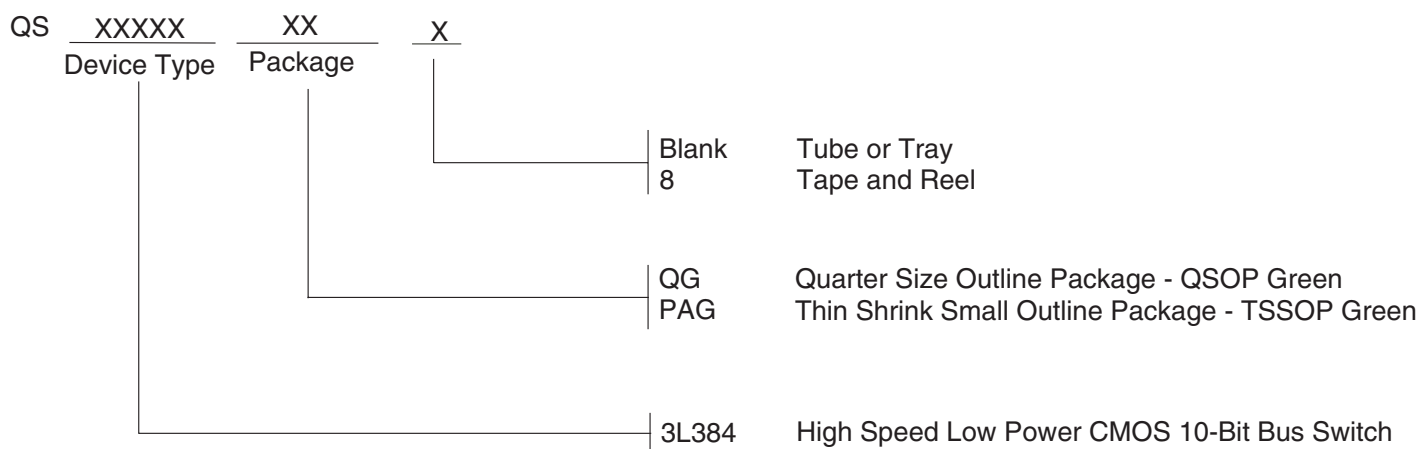 QS XXXXX XX X
Device Type Package
Blank Tube or Tray
8 Tape and Reel
QG Quarter Size Outline Package - QSOP Green
PAG Thin Shrink Small Outline Package - TSSOP Green
3L384 High Speed Low Power CMOS 10-Bit Bus Switch